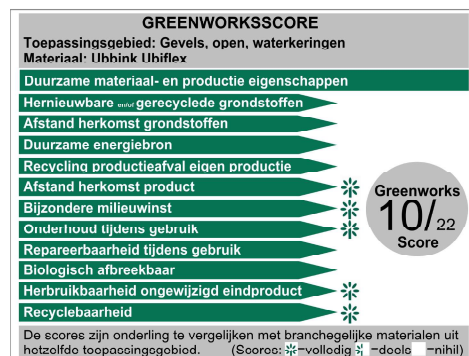 GREENWORKSSCORE
Toepassingsgebied: Gevels, open, waterkeringen
Materiaal: Ubbink Ubiflex
Duurzame materiaal- en productie eigenschappen
Hernieuwbare en/of gerecyclede grondstoffen
Afstand herkomst grondstoffen
Duurzame energiebron
Recycling productieafval eigen productie
Afstand herkomst product
Bijzondere milieuwinst
Onderhoud tijdens gebruik
Repareerbaarheid tijdens gebruik
Biologisch afbreekbaar
Herbruikbaarheid ongewijzigd eindproduct
Recyclebaarheid
Greenworks
10/22
Score
De scores zijn onderling te vergelijken met branchegelijke materialen uit
hetzelfde toepassingsgebied. (Scores: =volledig =deels =nihil)